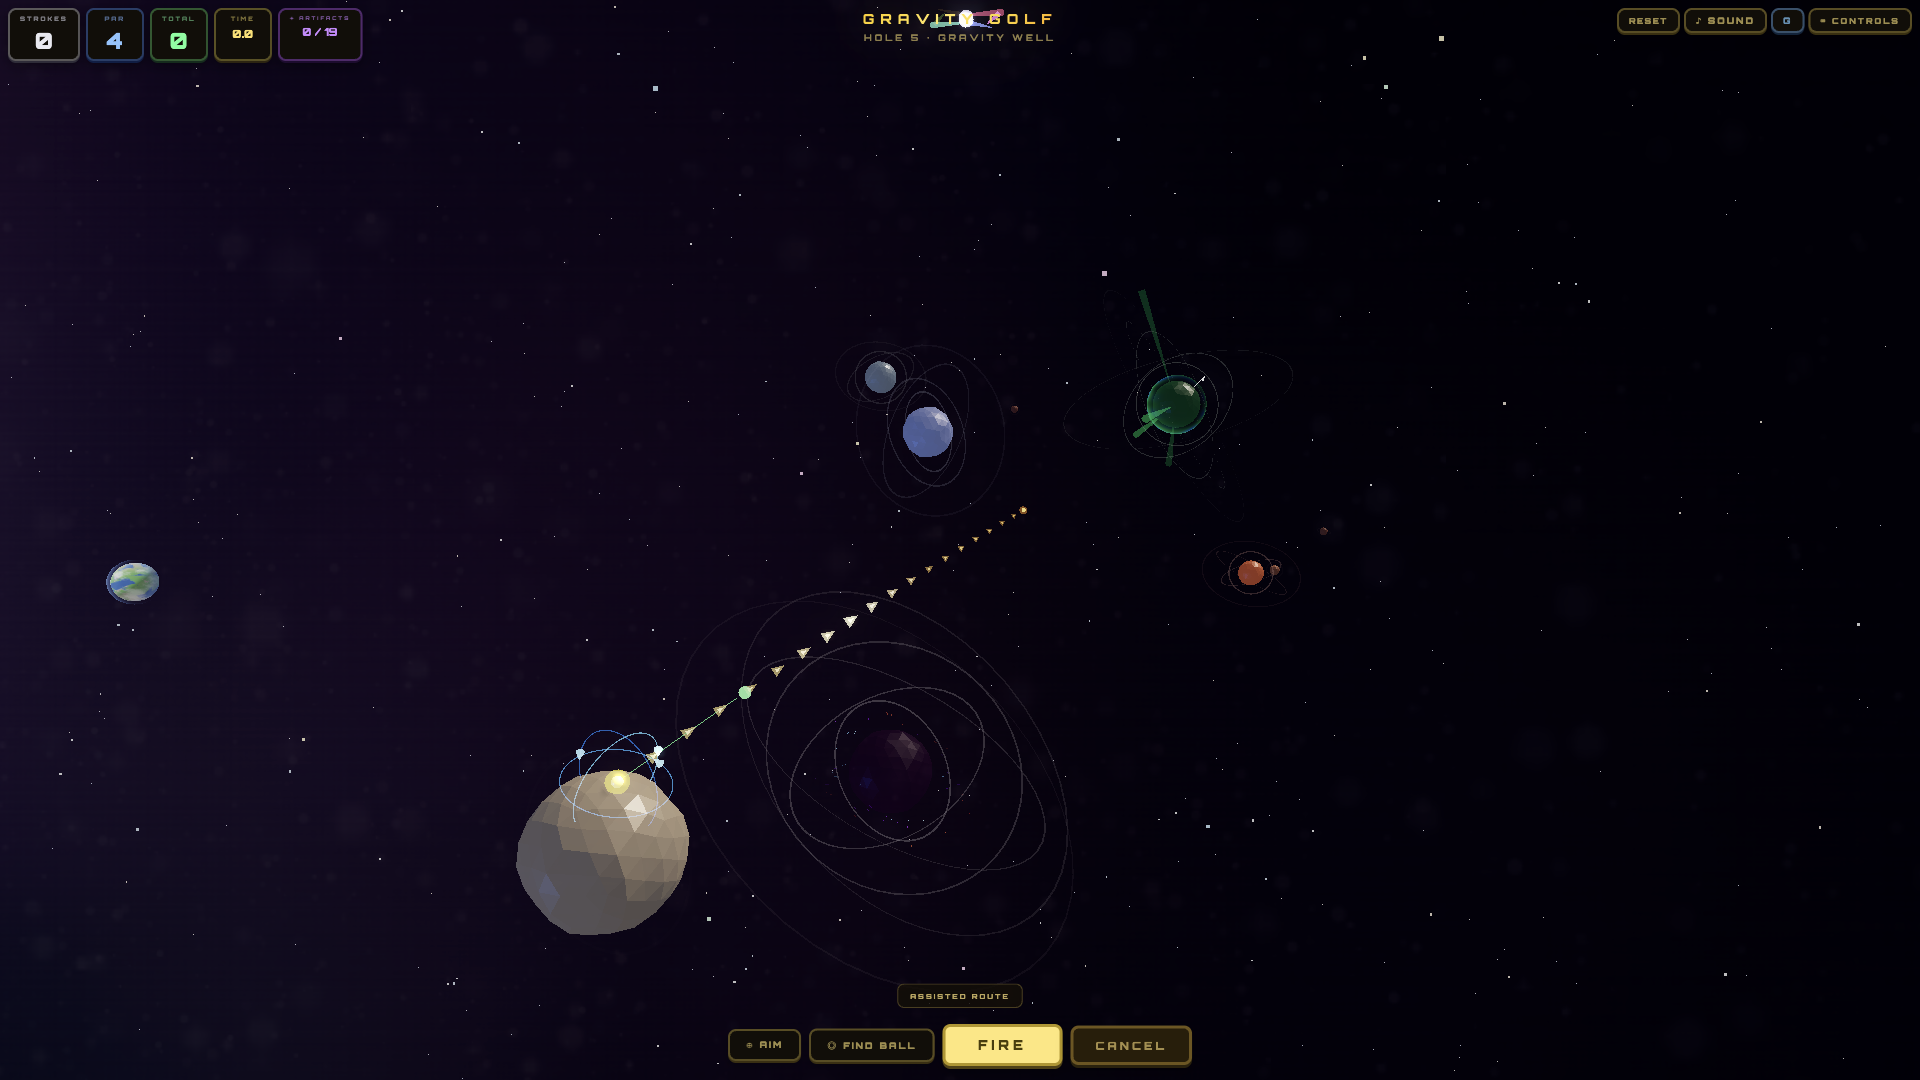 STROKES
0
PAR
4
TOTAL
0
TIME
0.0
ARTIFACTS
0 / 19
GRAVITY GOLF
HOLE 5 · GRAVITY WELL
RESET
♪ SOUND
G
CONTROLS
ASSISTED ROUTE
AIM
FIND BALL
FIRE
CANCEL